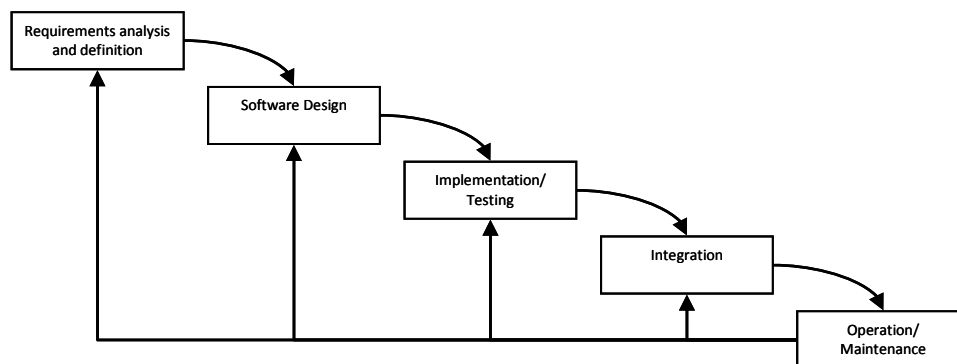 Requirements analysis
and definition
Software Design
Implementation/
Testing
Integration
Operation/
Maintenance